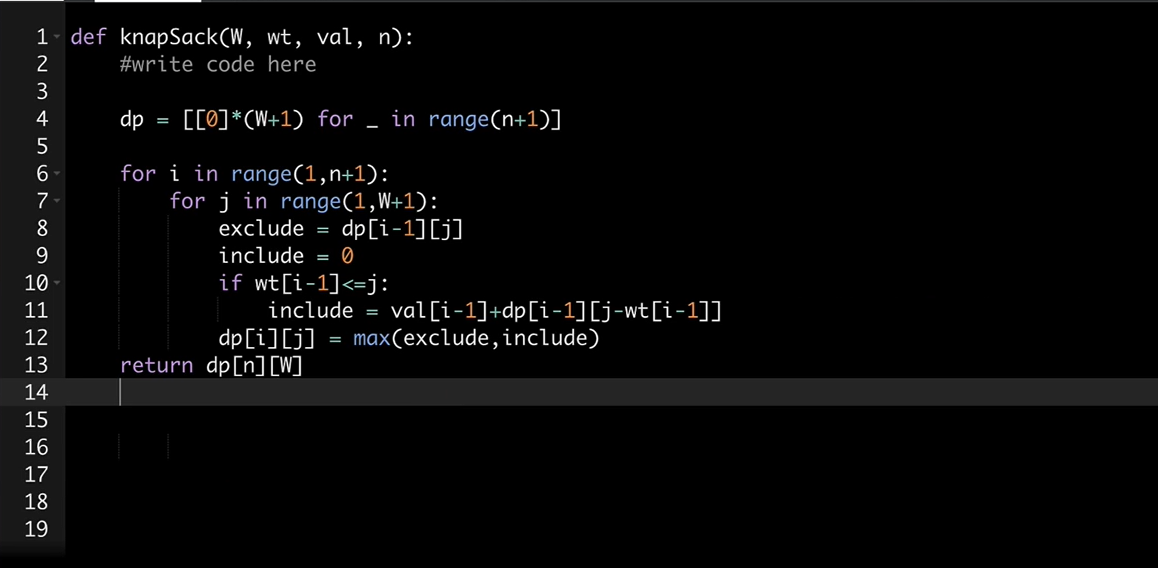 1 def knapSack(W, wt, val, n):
2     #write code here
3
4     dp = [[0]*(W+1) for _ in range(n+1)]
5
6     for i in range(1,n+1):
7         for j in range(1,W+1):
8             exclude = dp[i-1][j]
9             include = 0
10             if wt[i-1]<=j:
11                 include = val[i-1]+dp[i-1][j-wt[i-1]]
12             dp[i][j] = max(exclude,include)
13     return dp[n][W]
14
15
16
17
18
19